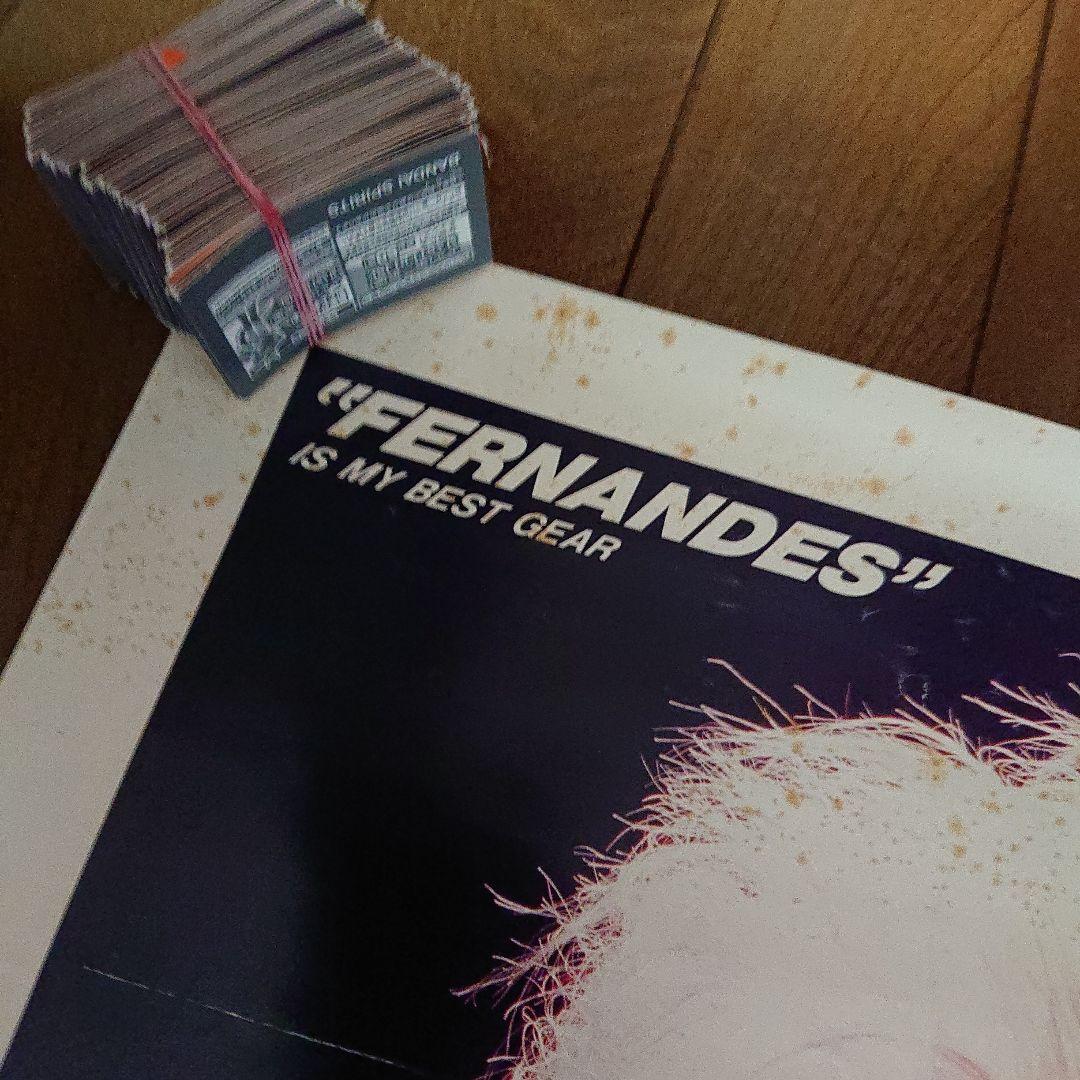 BANDAI SPIRITS
“FERNANDES”
IS MY BEST GEAR